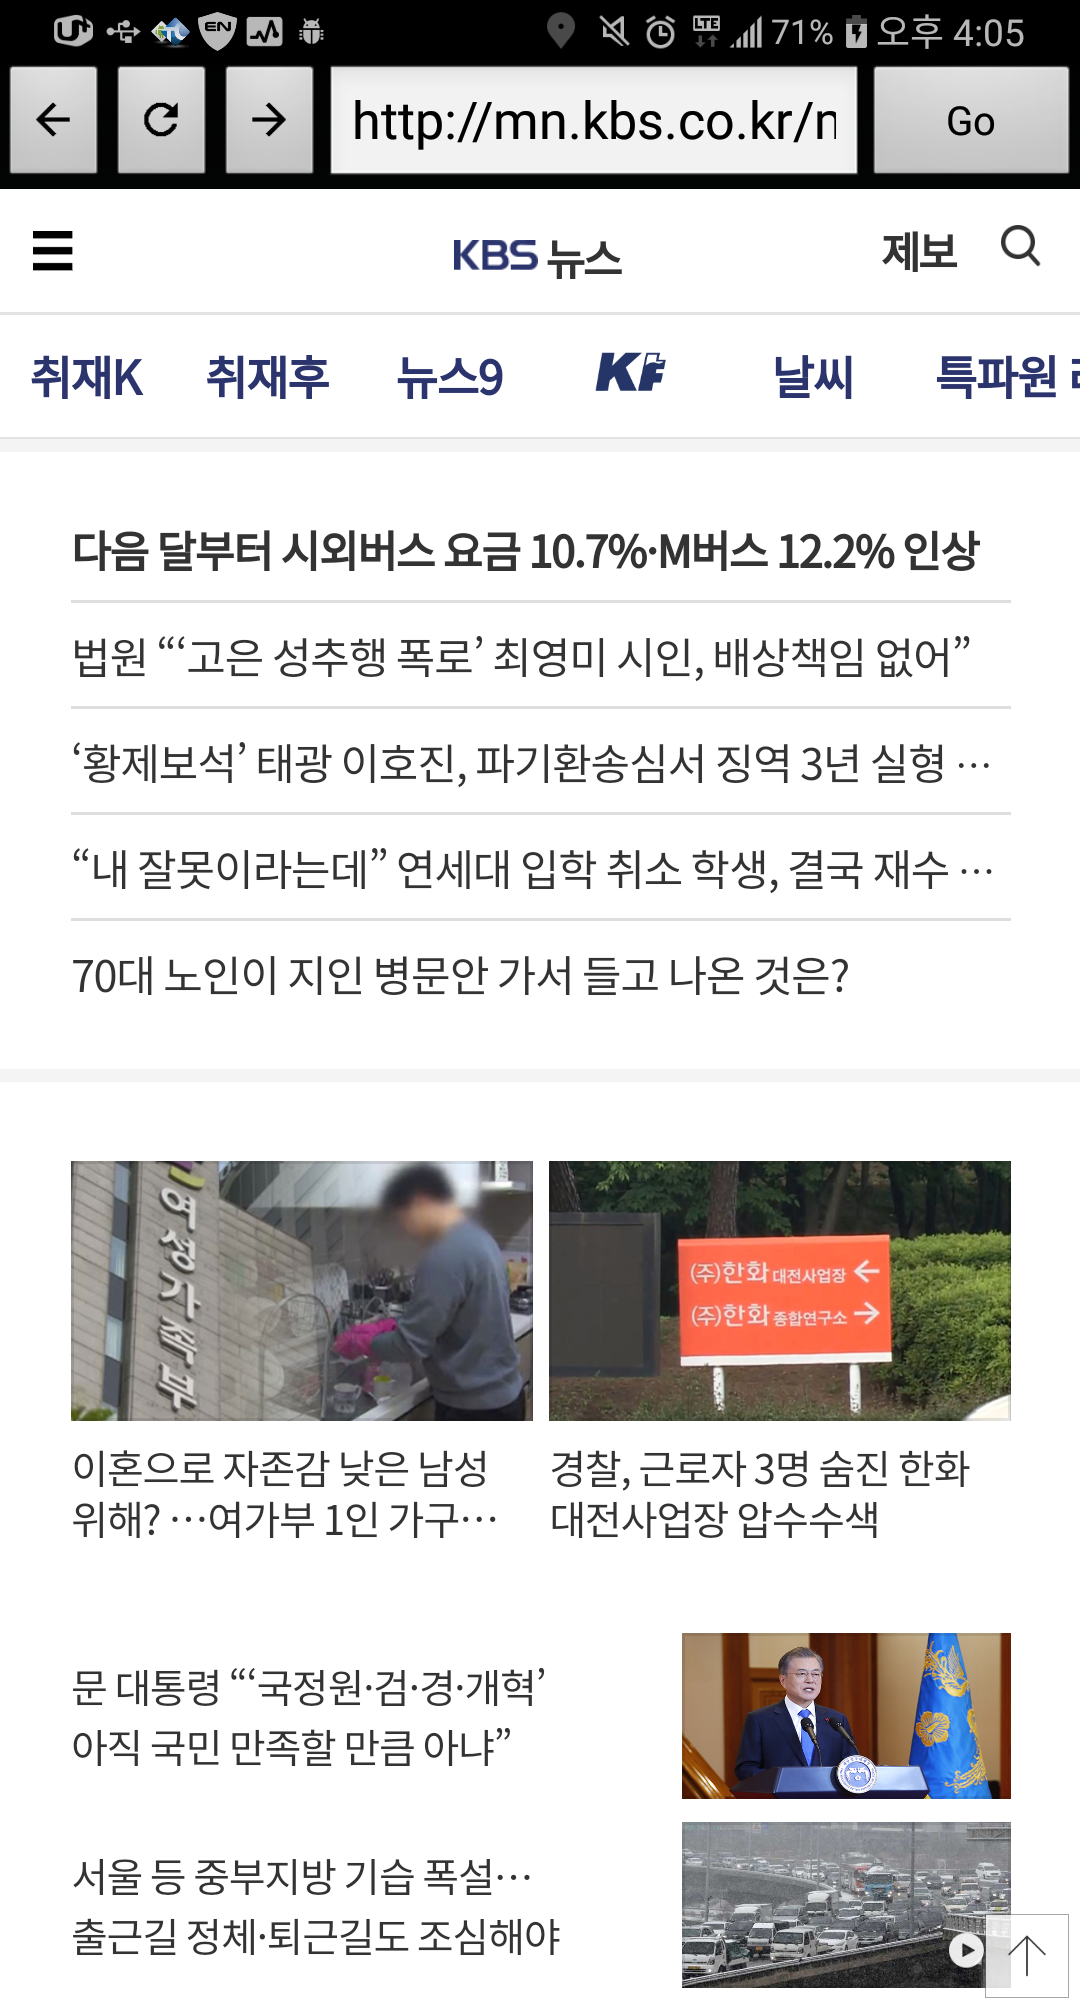 71% 오후 4:05
http://mn.kbs.co.kr/n
Go
KBS 뉴스
제보
취재K 취재후 뉴스9 KF 날씨 특파원
다음 달부터 시외버스 요금 10.7%·M버스 12.2% 인상
법원 “‘고은 성추행 폭로’ 최영미 시인, 배상책임 없어”
‘황제보석’ 태광 이호진, 파기환송심서 징역 3년 실형 …
“내 잘못이라는데” 연세대 입학 취소 학생, 결국 재수 …
70대 노인이 지인 병문안 가서 들고 나온 것은?
여성가족부
(주)한화 대전사업장 ←
(주)한화 종합연구소 →
이혼으로 자존감 낮은 남성
위해? …여가부 1인 가구…
경찰, 근로자 3명 숨진 한화
대전사업장 압수수색
문 대통령 “‘국정원·검·경·개혁’
아직 국민 만족할 만큼 아냐”
서울 등 중부지방 기습 폭설…
출근길 정체·퇴근길도 조심해야